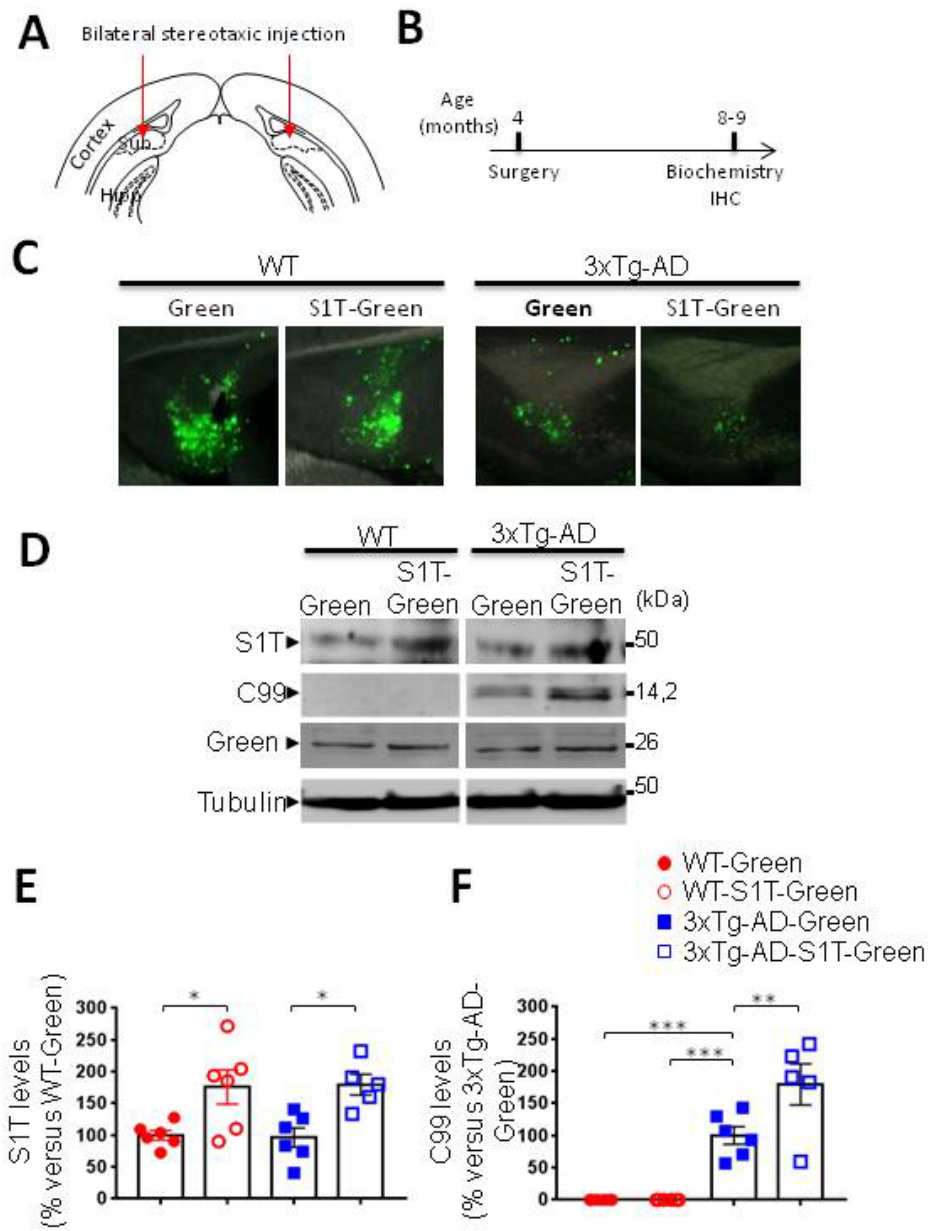 A
Bilateral stereotaxic injection
Cortex
Sub
Hipp
B
Age
(months)
4
8-9
Surgery
Biochemistry
IHC
C
WT
3xTg-AD
Green
S1T-Green
Green
S1T-Green
D
WT
3xTg-AD
Green
S1T-
Green
Green
S1T-
Green
(kDa)
S1T
50
C99
14,2
Green
26
Tubulin
50
WT-Green
WT-S1T-Green
3xTg-AD-Green
3xTg-AD-S1T-Green
E
S1T levels
(% versus WT-Green)
300
250
200
150
100
50
0
*
*
F
C99 levels
(% versus 3xTg-AD-
Green)
300
250
200
150
100
50
0
***
***
**